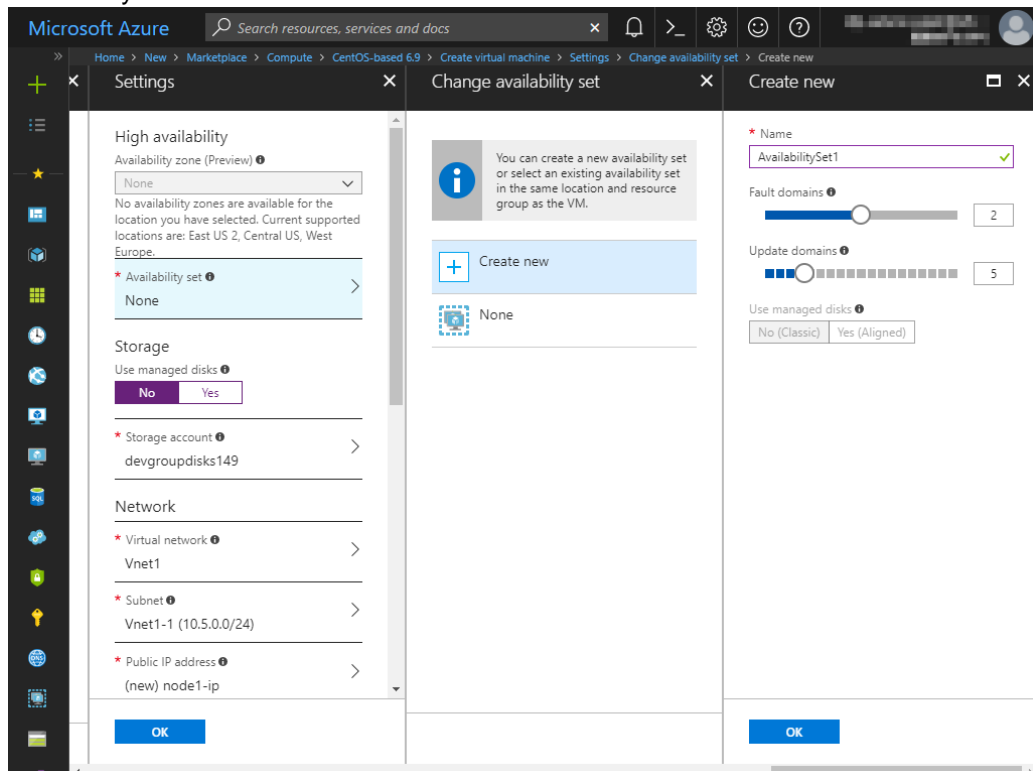 Microsoft Azure
Search resources, services and docs
Home > New > Marketplace > Compute > CentOS-based 6.9 > Create virtual machine > Settings > Change availability set > Create new
Settings
High availability
Availability zone (Preview)
None
No availability zones are available for the
location you have selected. Current supported
locations are: East US 2, Central US, West
Europe.
* Availability set
None
Storage
Use managed disks
No Yes
* Storage account
devgroupdisks149
Network
* Virtual network
Vnet1
* Subnet
Vnet1-1 (10.5.0.0/24)
* Public IP address
(new) node1-ip
OK
Change availability set
You can create a new availability set
or select an existing availability set
in the same location and resource
group as the VM.
Create new
None
Create new
* Name
AvailabilitySet1
Fault domains
2
Update domains
5
Use managed disks
No (Classic) Yes (Aligned)
OK
SQL
DNS